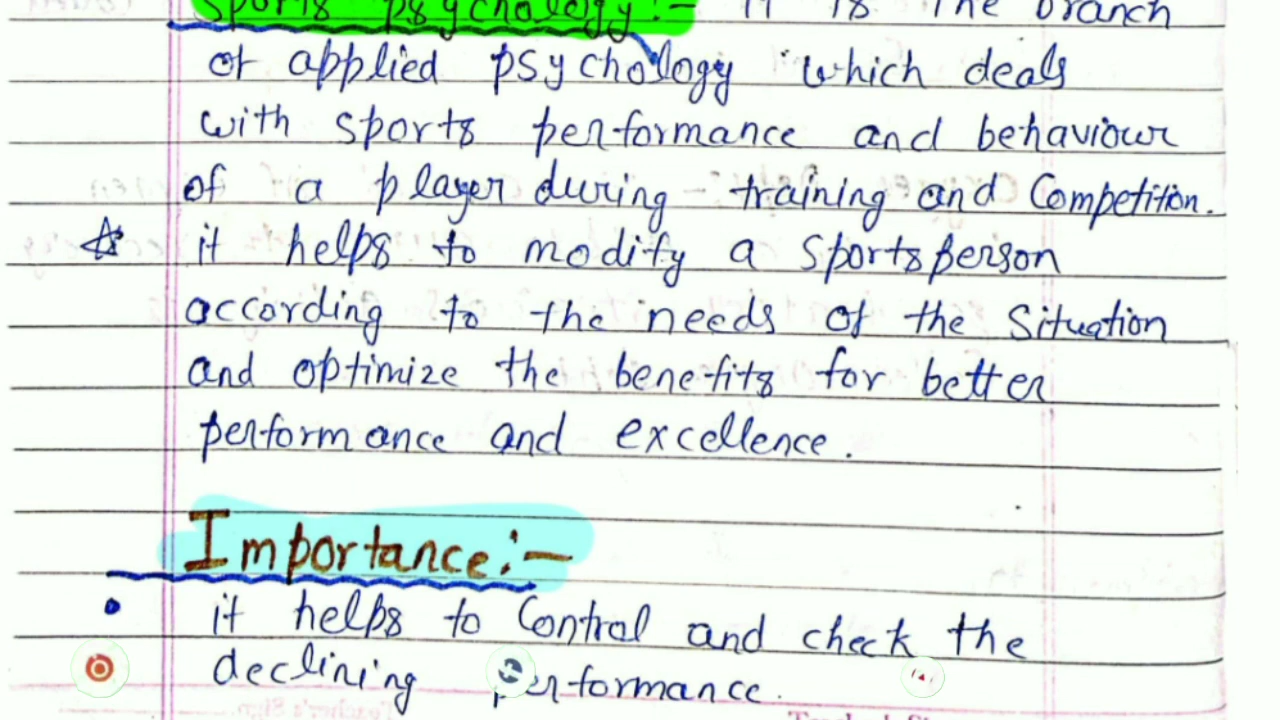 Sports psychology:- it is the branch
of applied psychology which deals
with sports performance and behaviour
of a player during training and Competition.
☆ it helps to modify a Sportsperson
according to the needs of the Situation
and optimize the benefits for better
performance and excellence.
Importance:-
• it helps to Control and check the
declining performance.